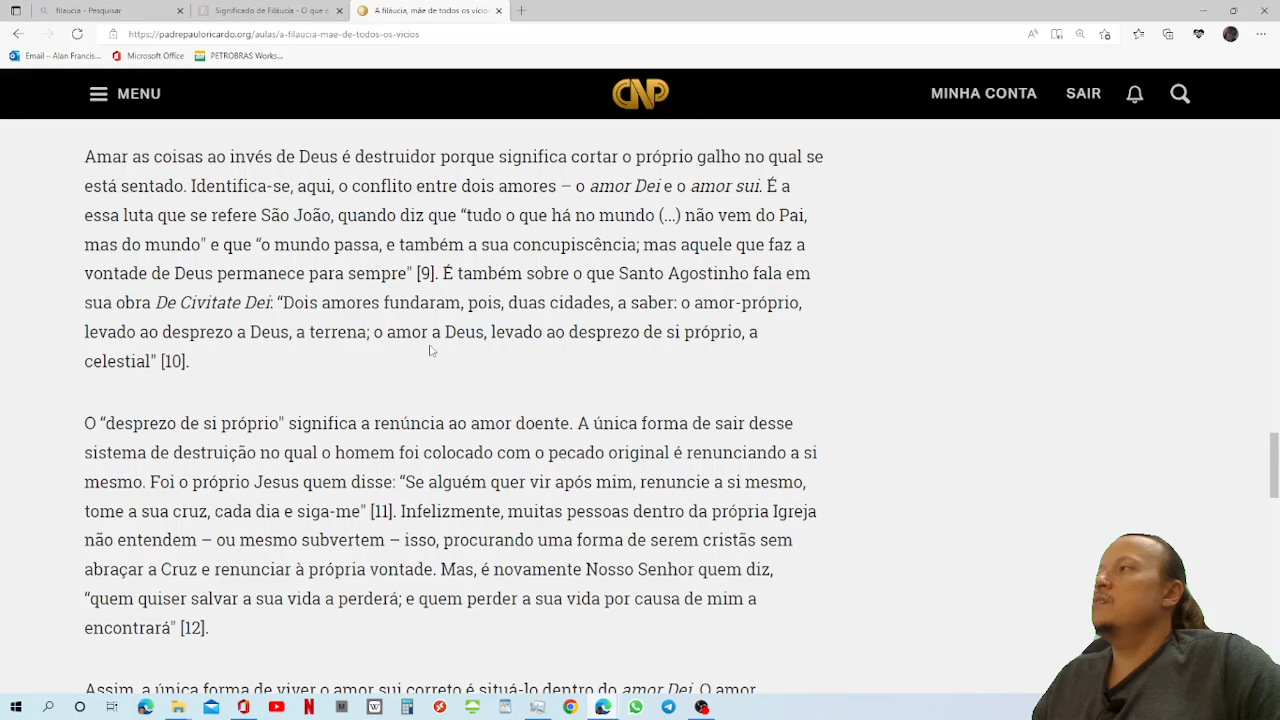 filaucia - Pesquisar
Significado de Filáucia - O que é
A filáucia, mãe de todos os vícios
https://padrepauloricardo.org/aulas/a-filaucia-mae-de-todos-os-vicios
Email – Alan Francis...
Microsoft Office
PETROBRAS Works...
MENU
CNP
MINHA CONTA
SAIR
Amar as coisas ao invés de Deus é destruidor porque significa cortar o próprio galho no qual se
está sentado. Identifica-se, aqui, o conflito entre dois amores – o amor Dei e o amor sui. É a
essa luta que se refere São João, quando diz que “tudo o que há no mundo (...) não vem do Pai,
mas do mundo" e que “o mundo passa, e também a sua concupiscência; mas aquele que faz a
vontade de Deus permanece para sempre" [9]. É também sobre o que Santo Agostinho fala em
sua obra De Civitate Dei: “Dois amores fundaram, pois, duas cidades, a saber: o amor-próprio,
levado ao desprezo a Deus, a terrena; o amor a Deus, levado ao desprezo de si próprio, a
celestial" [10].
O “desprezo de si próprio" significa a renúncia ao amor doente. A única forma de sair desse
sistema de destruição no qual o homem foi colocado com o pecado original é renunciando a si
mesmo. Foi o próprio Jesus quem disse: “Se alguém quer vir após mim, renuncie a si mesmo,
tome a sua cruz, cada dia e siga-me" [11]. Infelizmente, muitas pessoas dentro da própria Igreja
não entendem – ou mesmo subvertem – isso, procurando uma forma de serem cristãs sem
abraçar a Cruz e renunciar à própria vontade. Mas, é novamente Nosso Senhor quem diz,
“quem quiser salvar a sua vida a perderá; e quem perder a sua vida por causa de mim a
encontrará" [12].
Assim, a única forma de viver o amor sui correto é situá-lo dentro do amor Dei. O amor